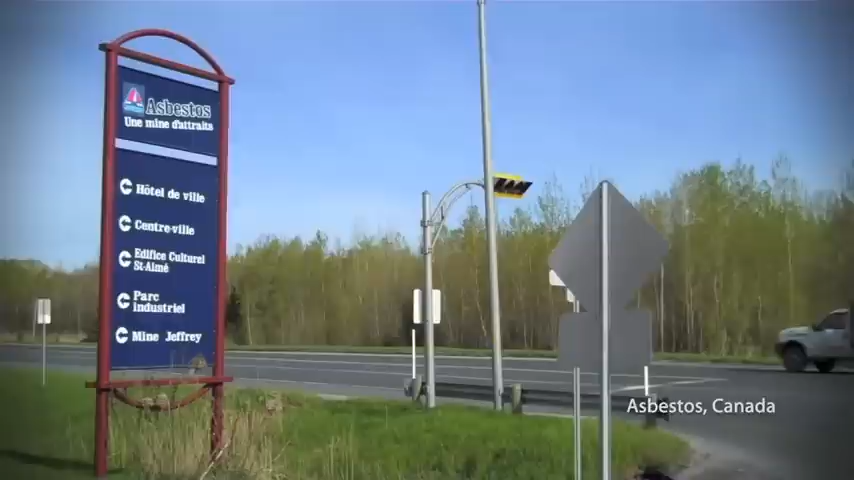 Asbestos
Une mine d'attraits
Hôtel de ville
Centre-ville
Edifice Culturel
St-Aimé
Parc
industriel
Mine Jeffrey
Asbestos, Canada